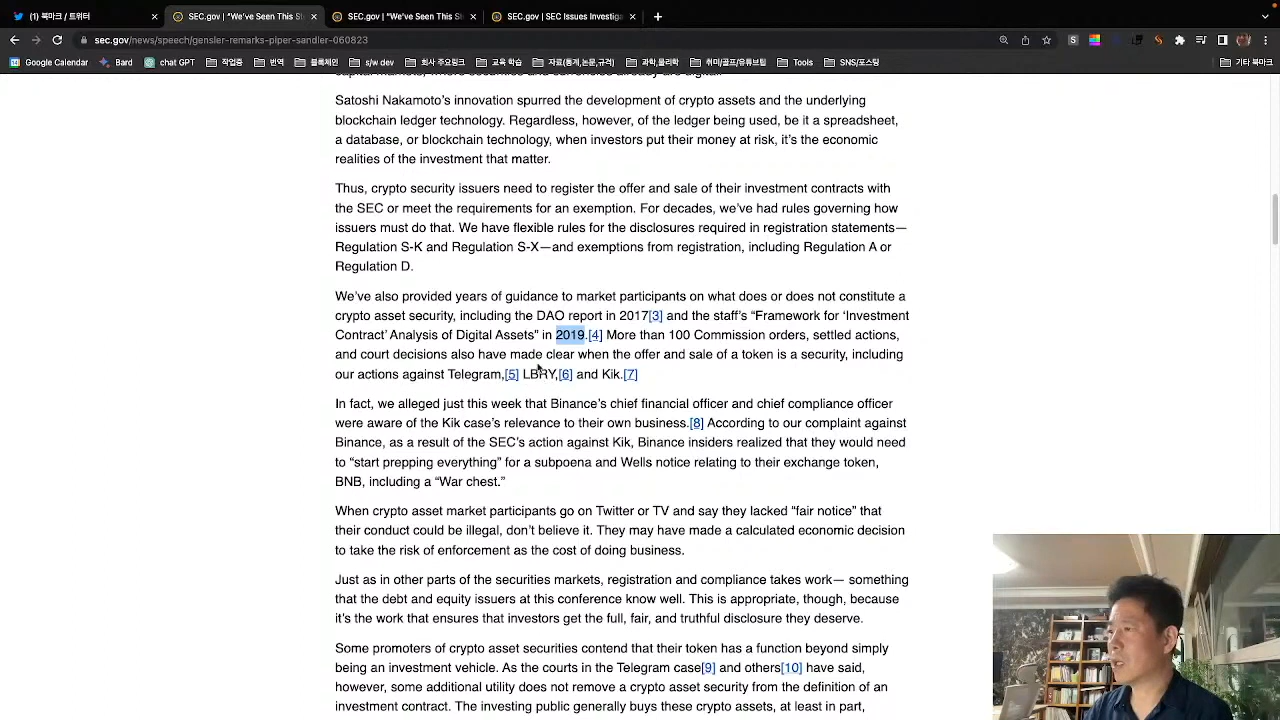 (1) 북마크 / 트위터
SEC.gov | "We've Seen This St
SEC.gov | "We've Seen This St
SEC.gov | SEC Issues Investiga
sec.gov/news/speech/gensler-remarks-piper-sandler-060823
Google Calendar
Bard
chat GPT
작업중
번역
블록체인
s/w dev
회사 주요링크
교육 학습
자료(통계,논문,규격)
과학,물리학
취미/골프/유튜브팁
Tools
SNS/포스팅
기타 북마크
Satoshi Nakamoto's innovation spurred the development of crypto assets and the underlying
blockchain ledger technology. Regardless, however, of the ledger being used, be it a spreadsheet,
a database, or blockchain technology, when investors put their money at risk, it's the economic
realities of the investment that matter.
Thus, crypto security issuers need to register the offer and sale of their investment contracts with
the SEC or meet the requirements for an exemption. For decades, we've had rules governing how
issuers must do that. We have flexible rules for the disclosures required in registration statements—
Regulation S-K and Regulation S-X—and exemptions from registration, including Regulation A or
Regulation D.
We've also provided years of guidance to market participants on what does or does not constitute a
crypto asset security, including the DAO report in 2017[3] and the staff's "Framework for 'Investment
Contract' Analysis of Digital Assets" in 2019.[4] More than 100 Commission orders, settled actions,
and court decisions also have made clear when the offer and sale of a token is a security, including
our actions against Telegram,[5] LBRY,[6] and Kik.[7]
In fact, we alleged just this week that Binance's chief financial officer and chief compliance officer
were aware of the Kik case's relevance to their own business.[8] According to our complaint against
Binance, as a result of the SEC's action against Kik, Binance insiders realized that they would need
to "start prepping everything" for a subpoena and Wells notice relating to their exchange token,
BNB, including a "War chest."
When crypto asset market participants go on Twitter or TV and say they lacked "fair notice" that
their conduct could be illegal, don't believe it. They may have made a calculated economic decision
to take the risk of enforcement as the cost of doing business.
Just as in other parts of the securities markets, registration and compliance takes work— something
that the debt and equity issuers at this conference know well. This is appropriate, though, because
it's the work that ensures that investors get the full, fair, and truthful disclosure they deserve.
Some promoters of crypto asset securities contend that their token has a function beyond simply
being an investment vehicle. As the courts in the Telegram case[9] and others[10] have said,
however, some additional utility does not remove a crypto asset security from the definition of an
investment contract. The investing public generally buys these crypto assets, at least in part,